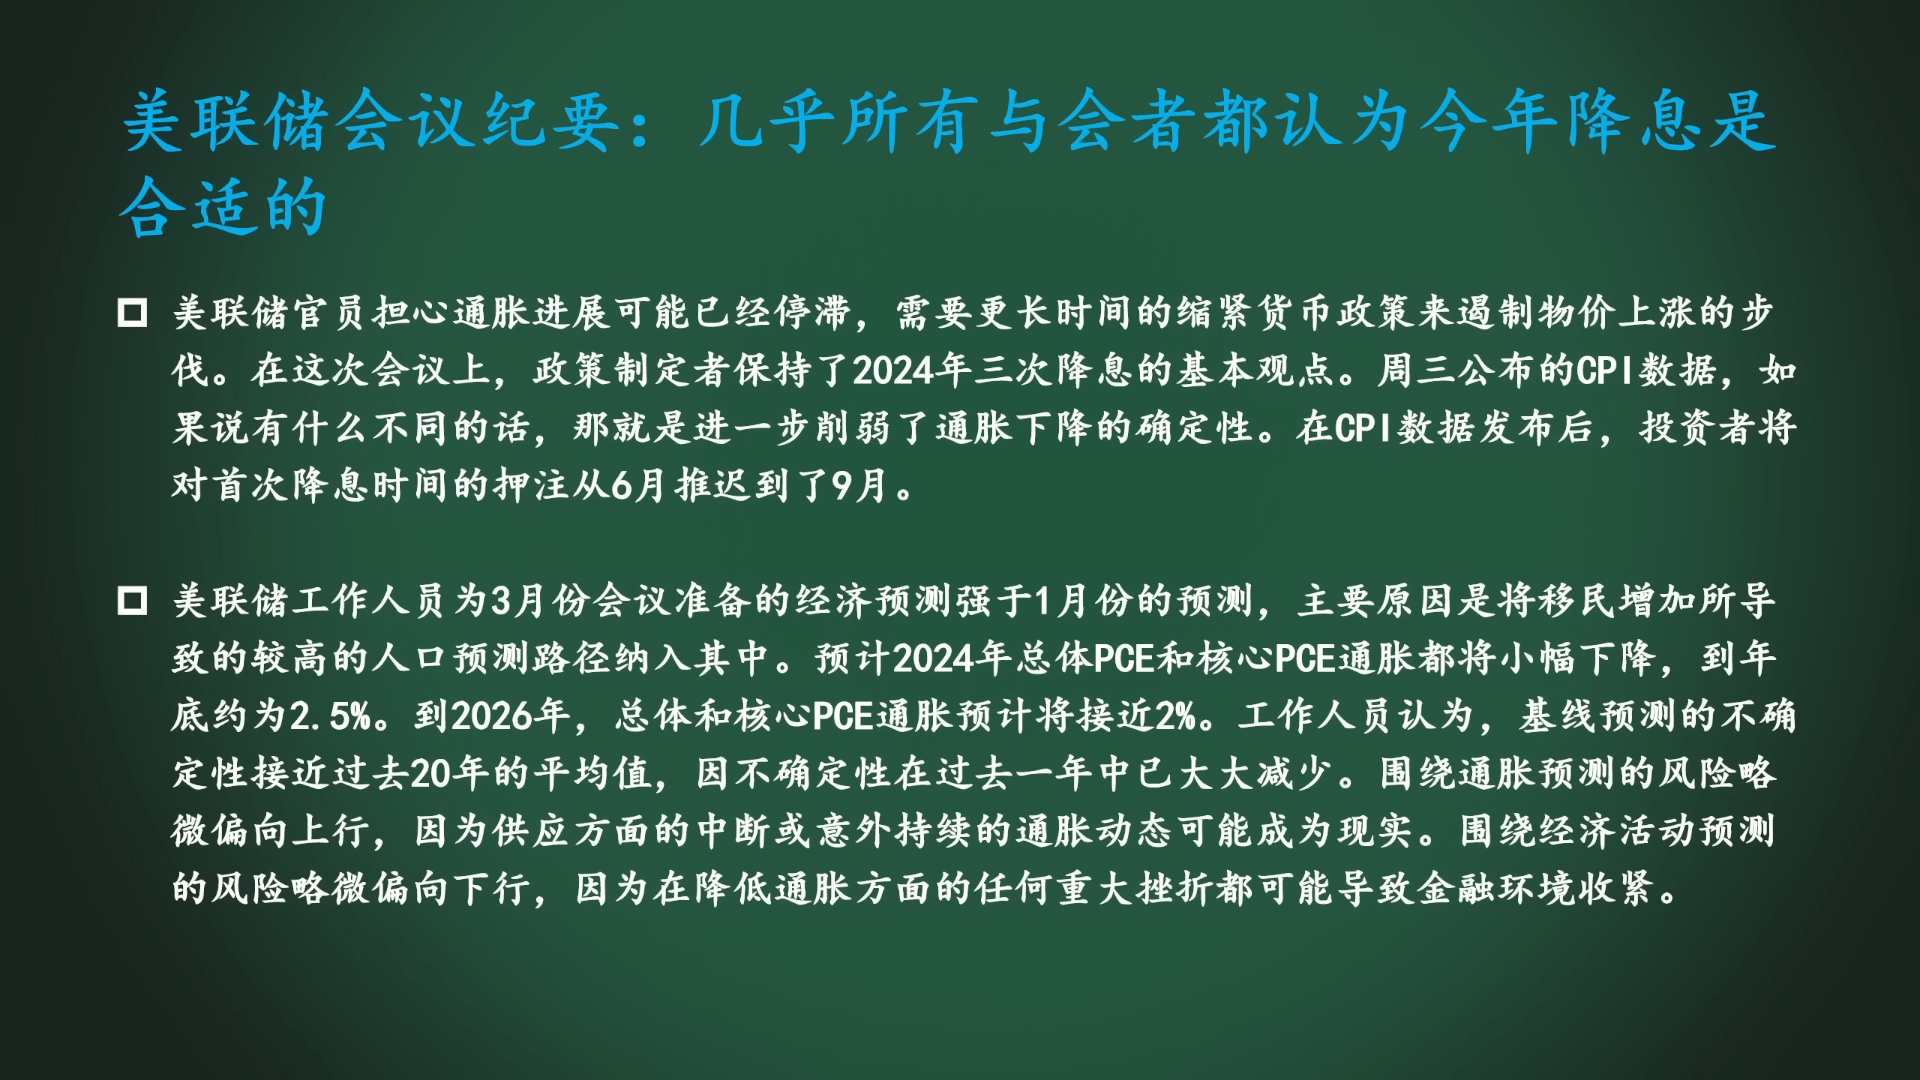 美联储会议纪要：几乎所有与会者都认为今年降息是
合适的
美联储官员担心通胀进展可能已经停滞，需要更长时间的缩紧货币政策来遏制物价上涨的步
伐。在这次会议上，政策制定者保持了2024年三次降息的基本观点。周三公布的CPI数据，如
果说有什么不同的话，那就是进一步削弱了通胀下降的确定性。在CPI数据发布后，投资者将
对首次降息时间的押注从6月推迟到了9月。
美联储工作人员为3月份会议准备的经济预测强于1月份的预测，主要原因是将移民增加所导
致的较高的人口预测路径纳入其中。预计2024年总体PCE和核心PCE通胀都将小幅下降，到年
底约为2.5%。到2026年，总体和核心PCE通胀预计将接近2%。工作人员认为，基线预测的不确
定性接近过去20年的平均值，因不确定性在过去一年中已大大减少。围绕通胀预测的风险略
微偏向上行，因为供应方面的中断或意外持续的通胀动态可能成为现实。围绕经济活动预测
的风险略微偏向下行，因为在降低通胀方面的任何重大挫折都可能导致金融环境收紧。